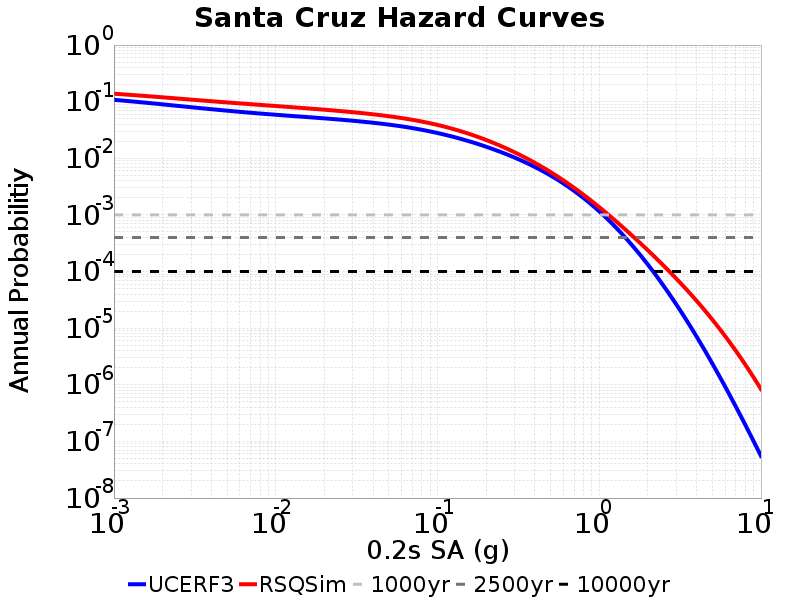 Santa Cruz Hazard Curves
10^0
10^-1
10^-2
10^-3
10^-4
10^-5
10^-6
10^-7
10^-8
Annual Probabilitiy
10^-3 10^-2 10^-1 10^0 10^1
0.2s SA (g)
UCERF3 RSQSim 1000yr 2500yr 10000yr